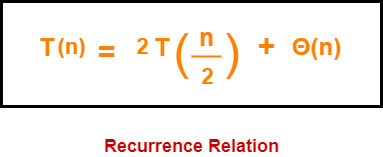 T(n) = 2 T ( n / 2 ) + Θ(n)
Recurrence Relation